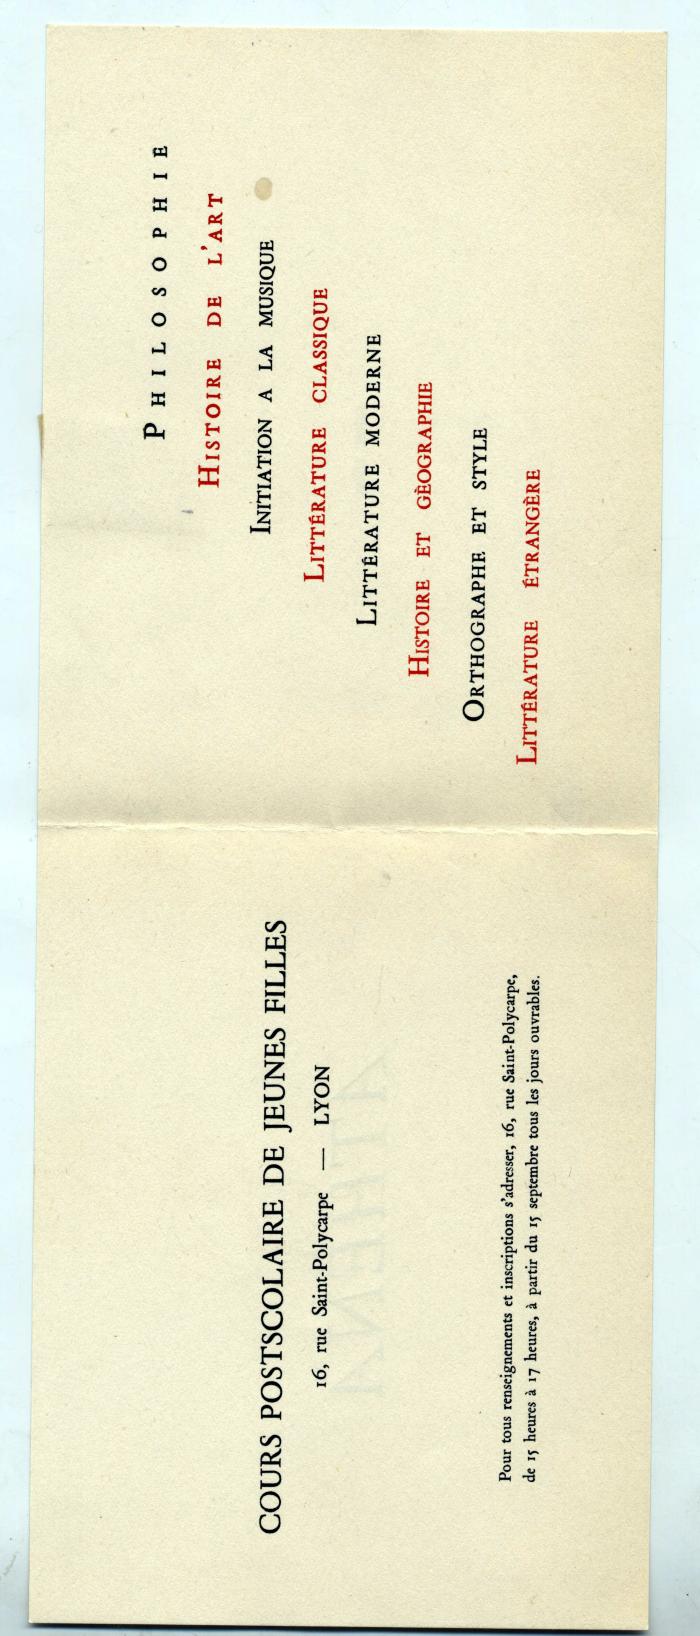 COURS POSTSCOLAIRE DE JEUNES FILLES
16, rue Saint-Polycarpe — LYON
Pour tous renseignements et inscriptions s'adresser, 16, rue Saint-Polycarpe,
de 15 heures à 17 heures, à partir du 15 septembre tous les jours ouvrables.
PHILOSOPHIE
HISTOIRE DE L'ART
INITIATION A LA MUSIQUE
LITTÉRATURE CLASSIQUE
LITTÉRATURE MODERNE
HISTOIRE ET GÈOGRAPHIE
ORTHOGRAPHE ET STYLE
LITTÉRATURE ÉTRANGÈRE